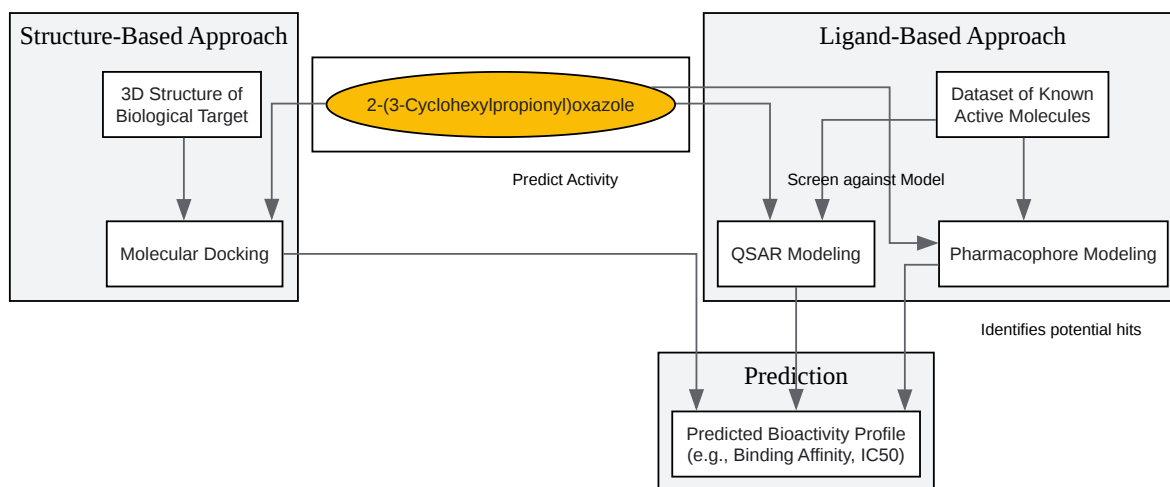 Structure-Based Approach
3D Structure of
Biological Target
Molecular Docking
2-(3-Cyclohexylpropionyl)oxazole
Predict Activity
Ligand-Based Approach
Dataset of Known
Active Molecules
Screen against Model
QSAR Modeling
Pharmacophore Modeling
Identifies potential hits
Prediction
Predicted Bioactivity Profile
(e.g., Binding Affinity, IC50)